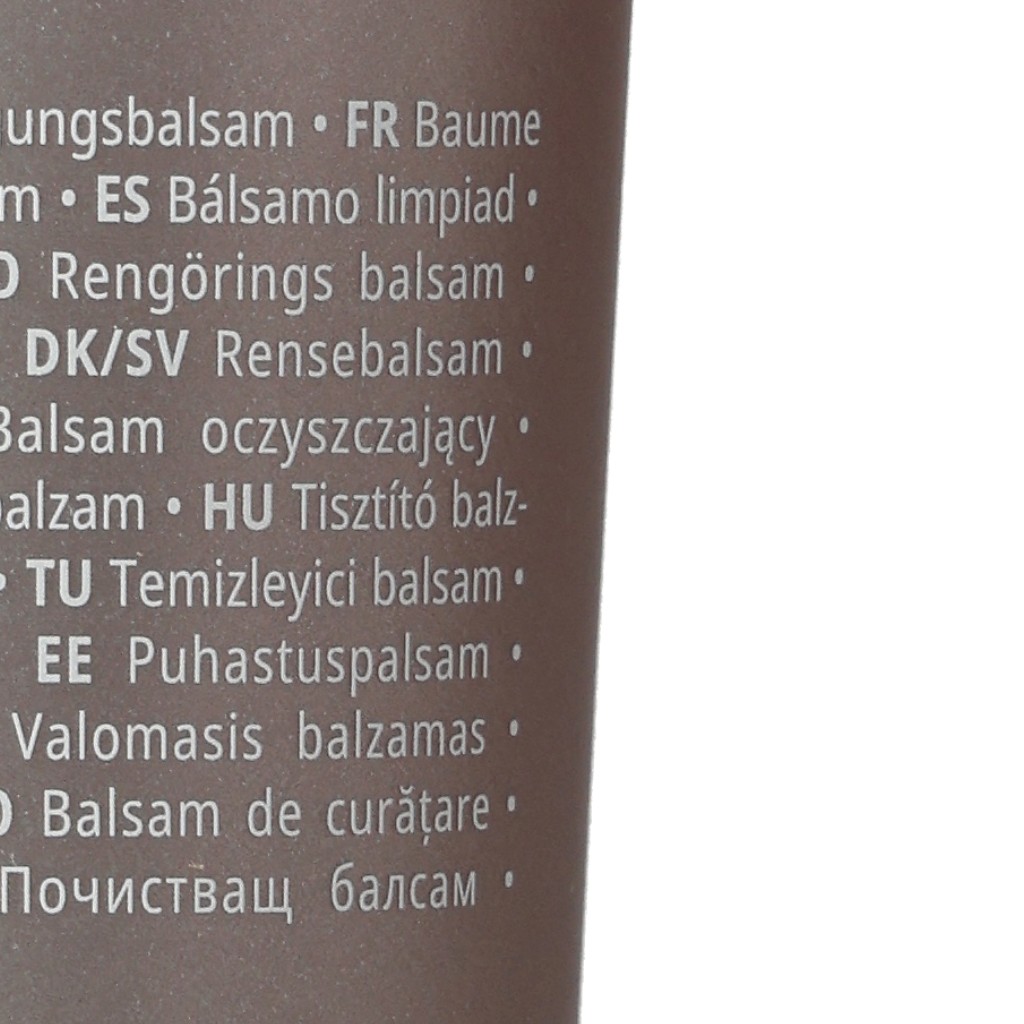 ungsbalsam • FR Baume
m • ES Bálsamo limpiad •
Rengörings balsam •
DK/SV Rensebalsam •
Balsam oczyszczający •
balzam • HU Tisztító balz-
• TU Temizleyici balsam •
EE Puhastuspalsam •
Valomasis balzamas •
Balsam de curățare •
Почистващ балсам •